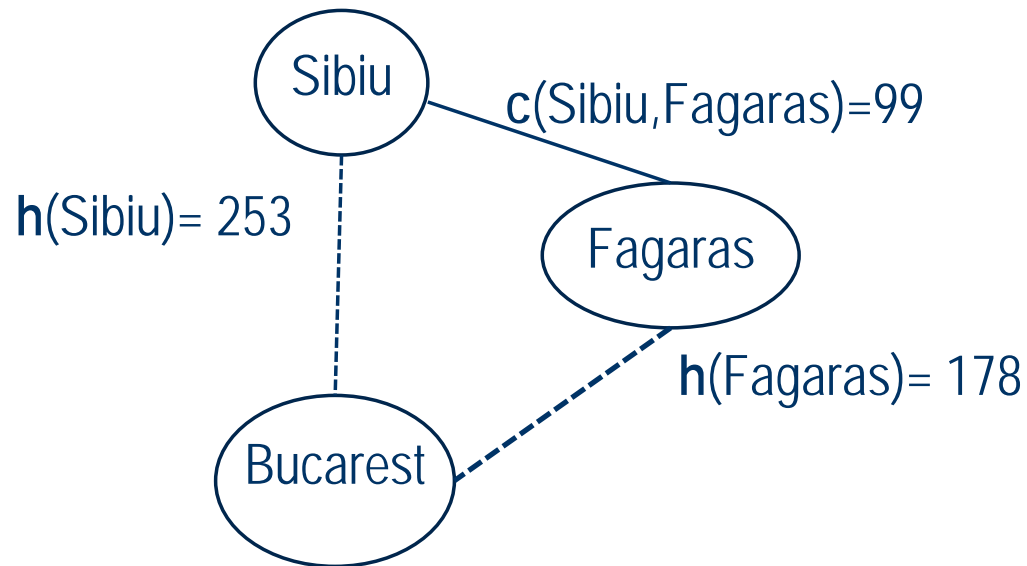 Sibiu
c(Sibiu,Fagaras)=99
h(Sibiu)= 253
Fagaras
h(Fagaras)= 178
Bucarest